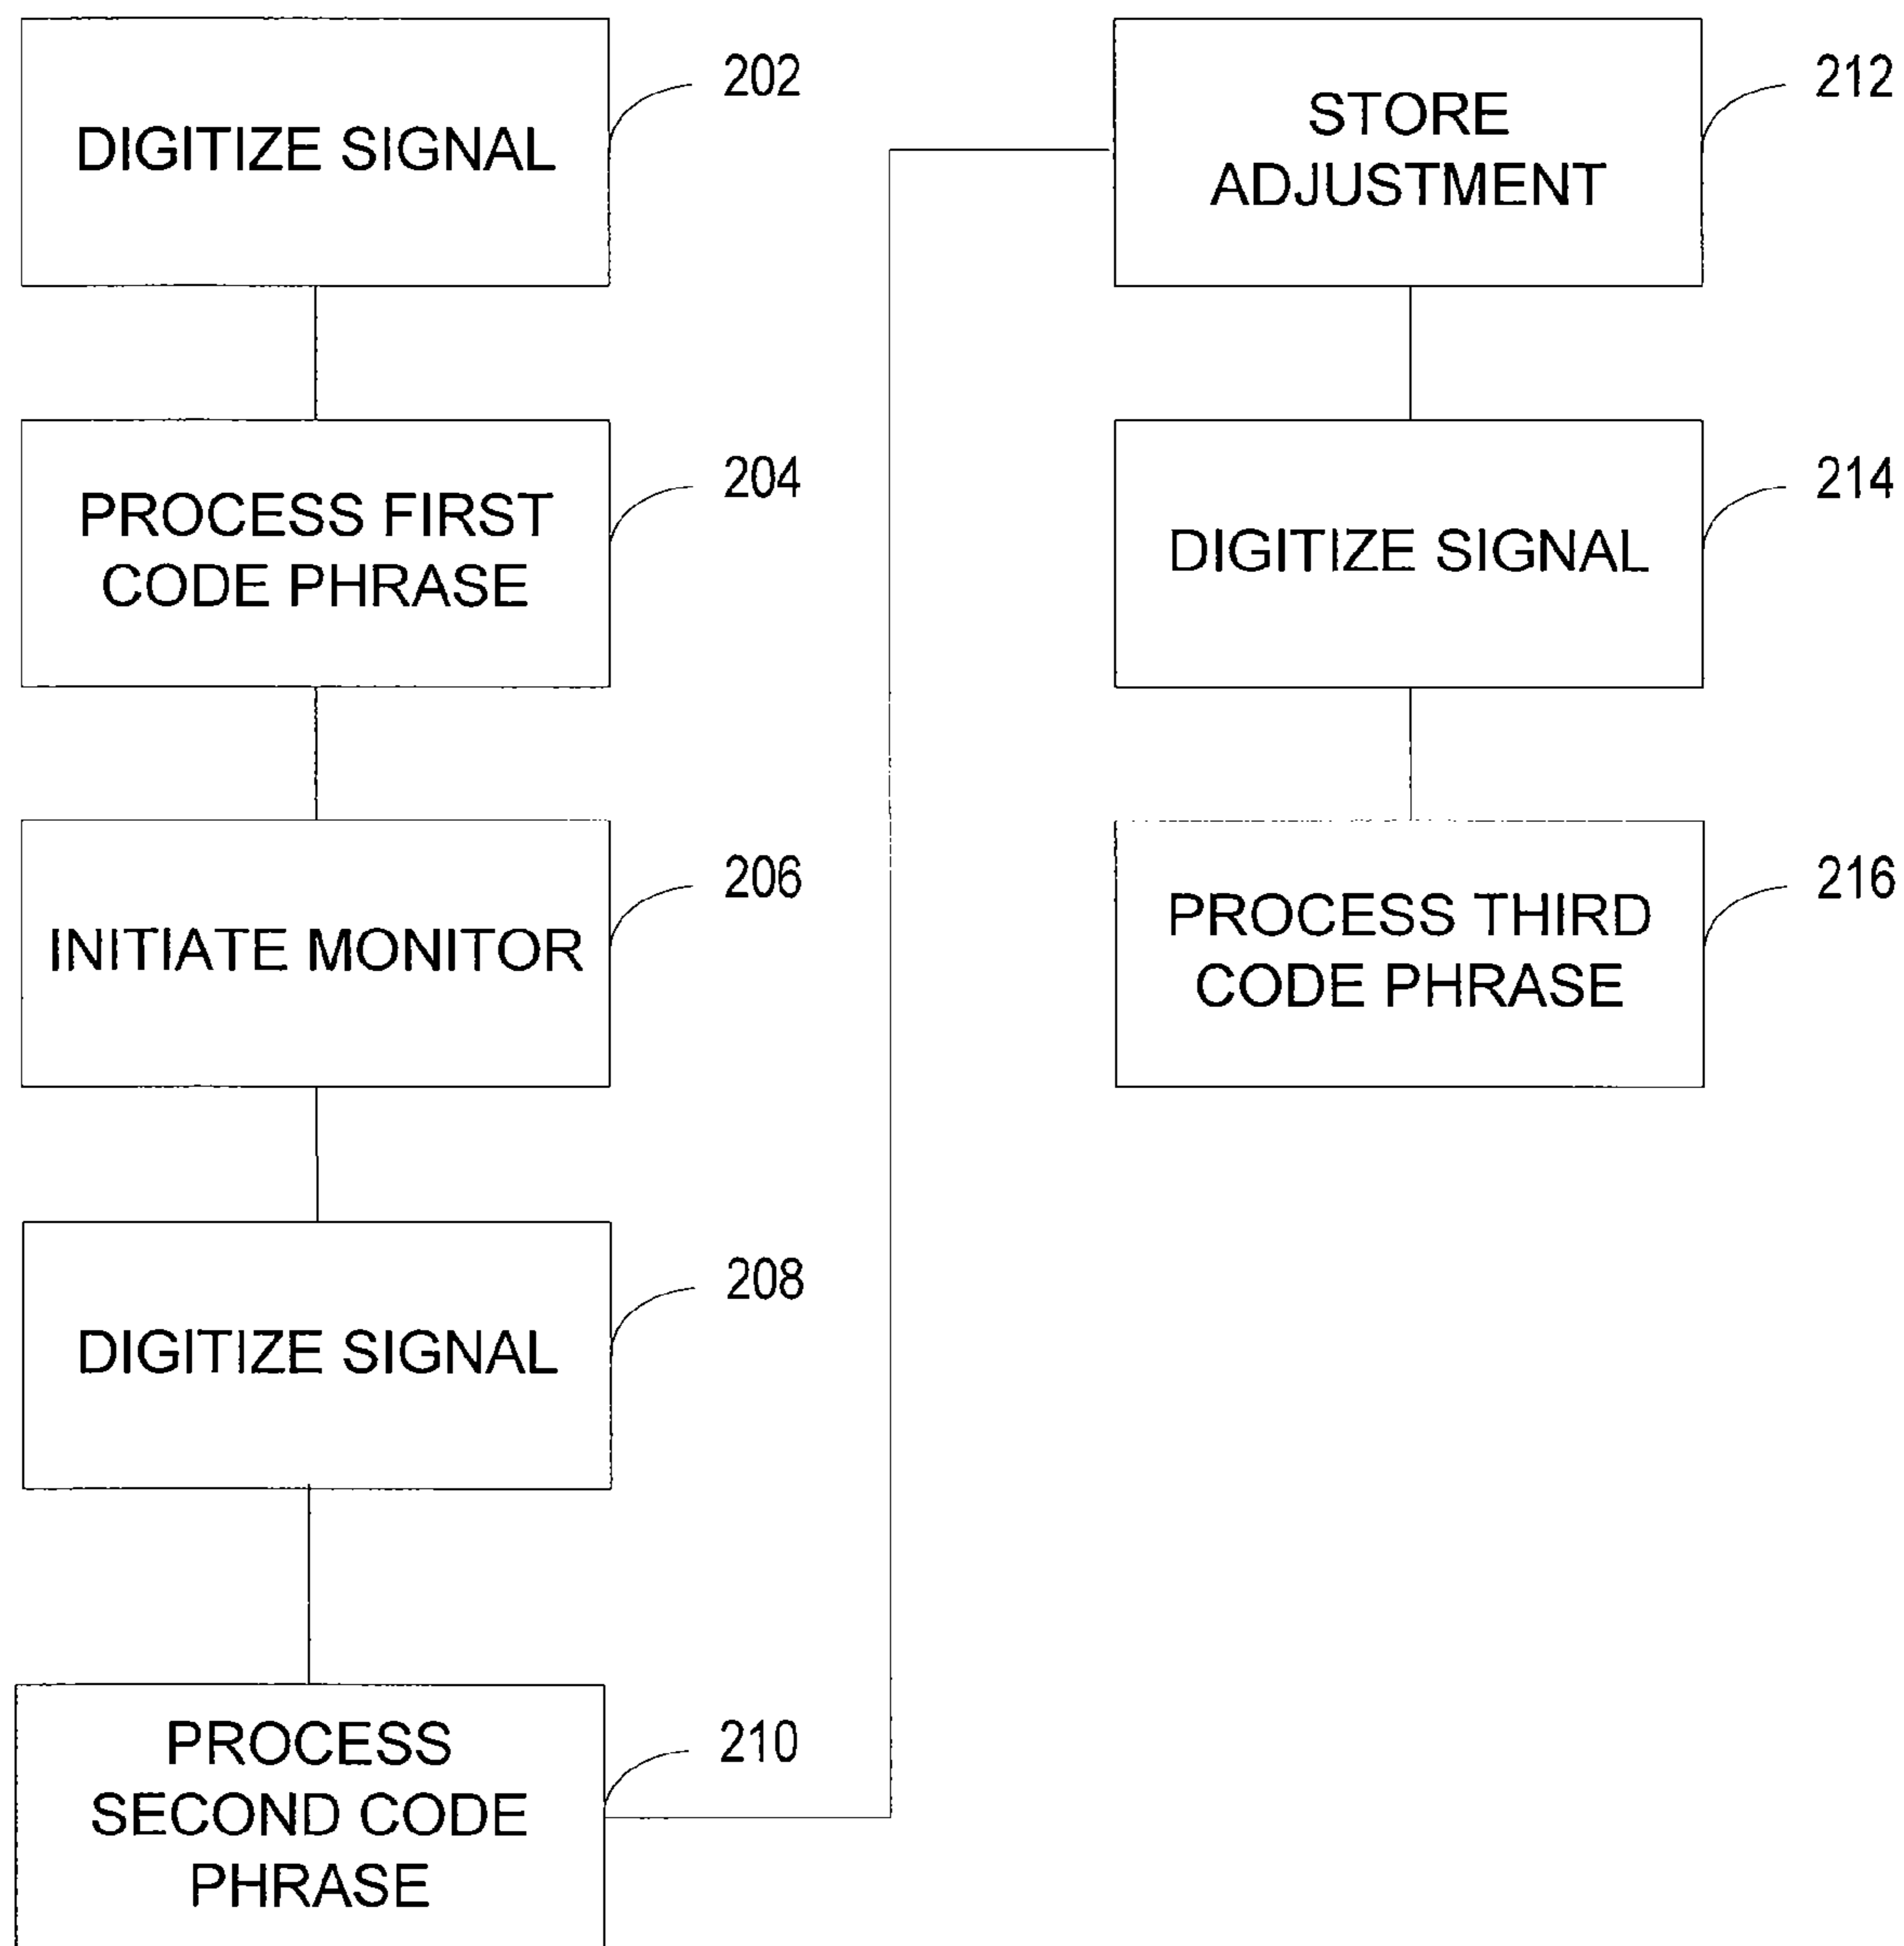 DIGITIZE SIGNAL
202
PROCESS FIRST
CODE PHRASE
204
INITIATE MONITOR
206
DIGITIZE SIGNAL
208
PROCESS
SECOND CODE
PHRASE
210
STORE
ADJUSTMENT
212
DIGITIZE SIGNAL
214
PROCESS THIRD
CODE PHRASE
216